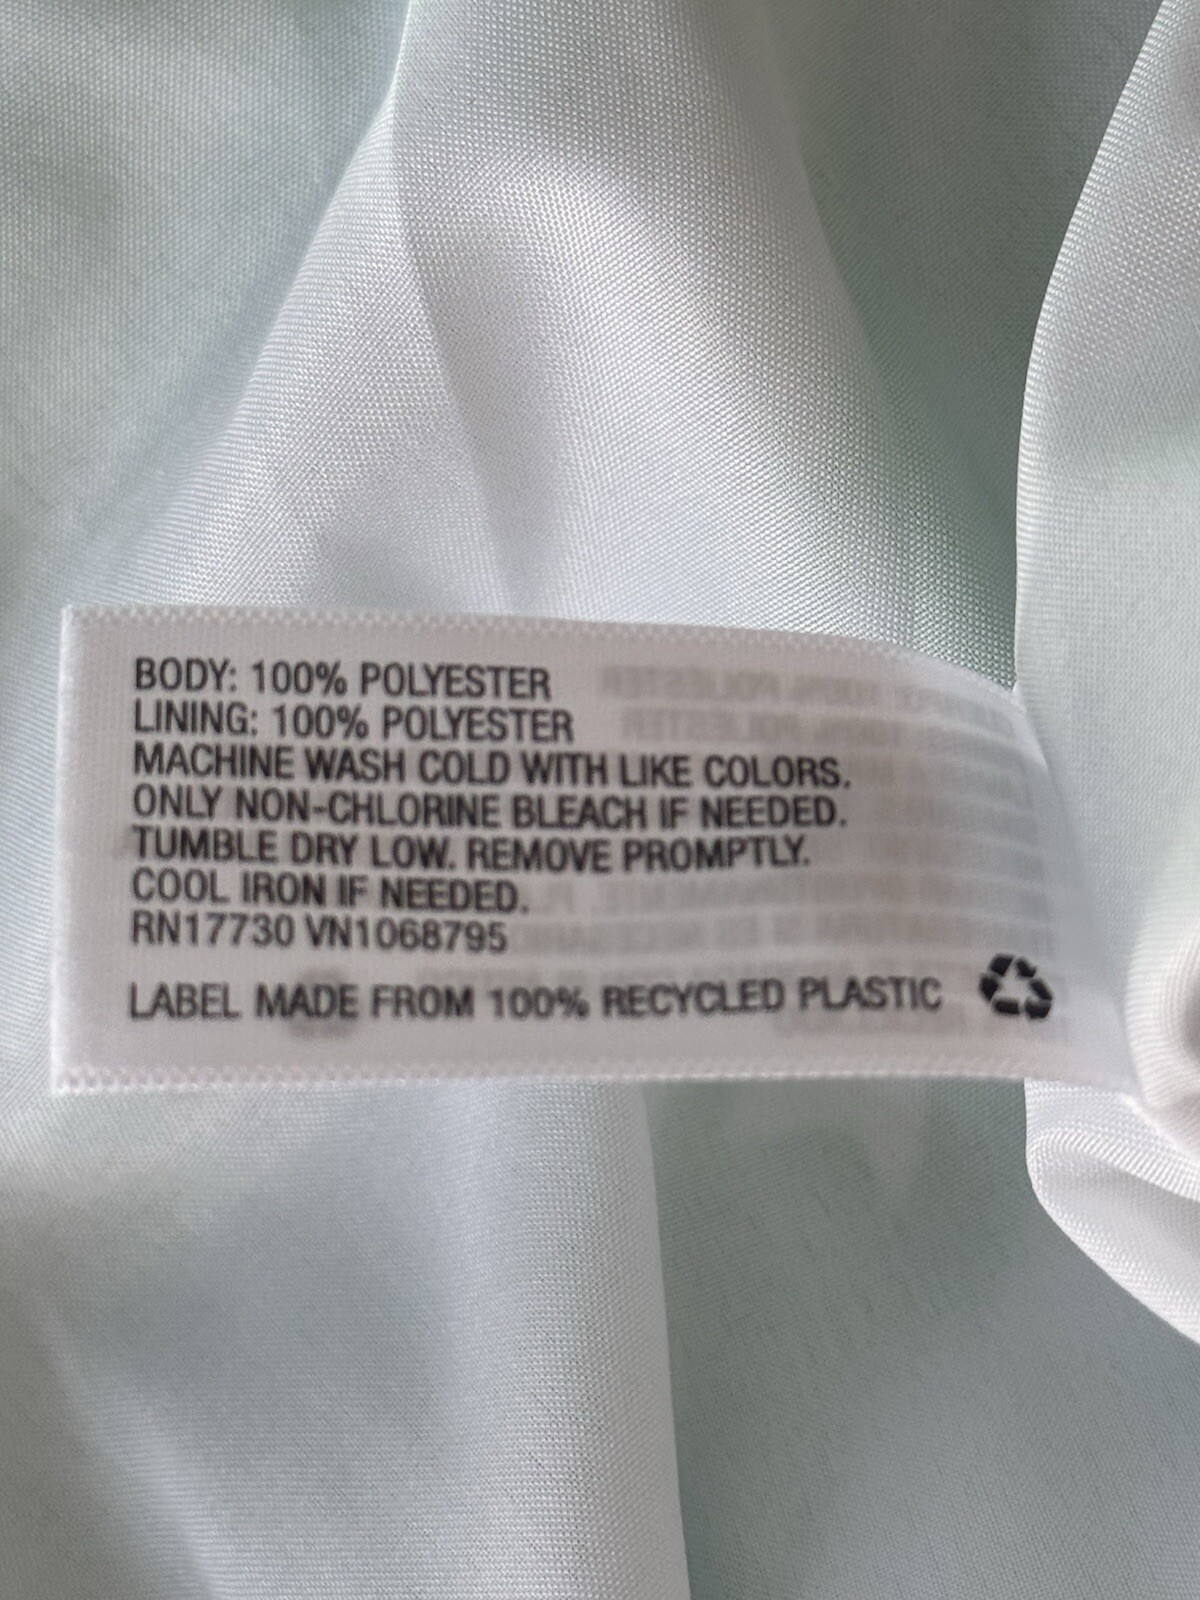 BODY: 100% POLYESTER
LINING: 100% POLYESTER
MACHINE WASH COLD WITH LIKE COLORS.
ONLY NON-CHLORINE BLEACH IF NEEDED.
TUMBLE DRY LOW. REMOVE PROMPTLY.
COOL IRON IF NEEDED.
RN17730 VN1068795
LABEL MADE FROM 100% RECYCLED PLASTIC